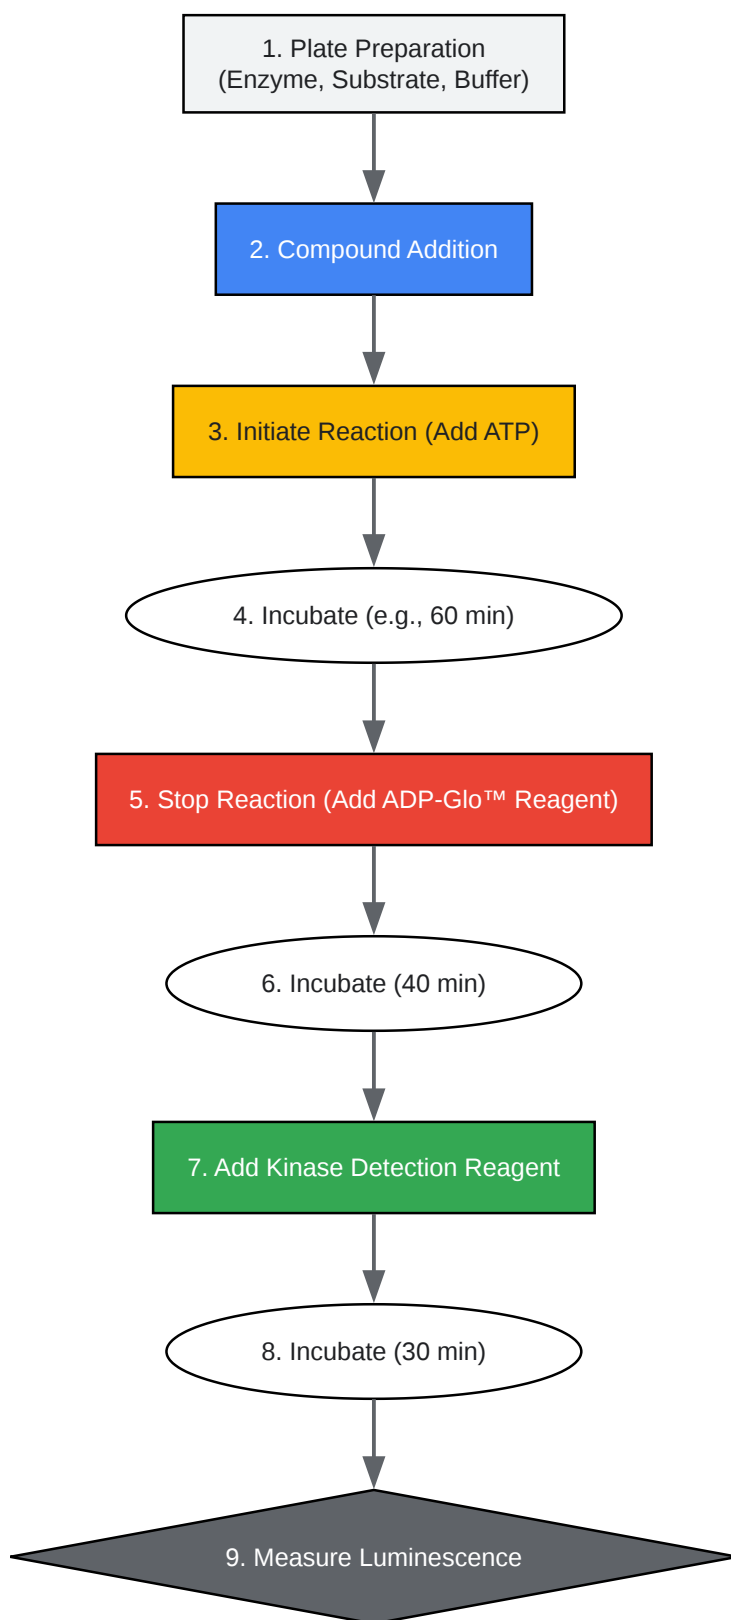 1. Plate Preparation
(Enzyme, Substrate, Buffer)
2. Compound Addition
3. Initiate Reaction (Add ATP)
4. Incubate (e.g., 60 min)
5. Stop Reaction (Add ADP-Glo™ Reagent)
6. Incubate (40 min)
7. Add Kinase Detection Reagent
8. Incubate (30 min)
9. Measure Luminescence